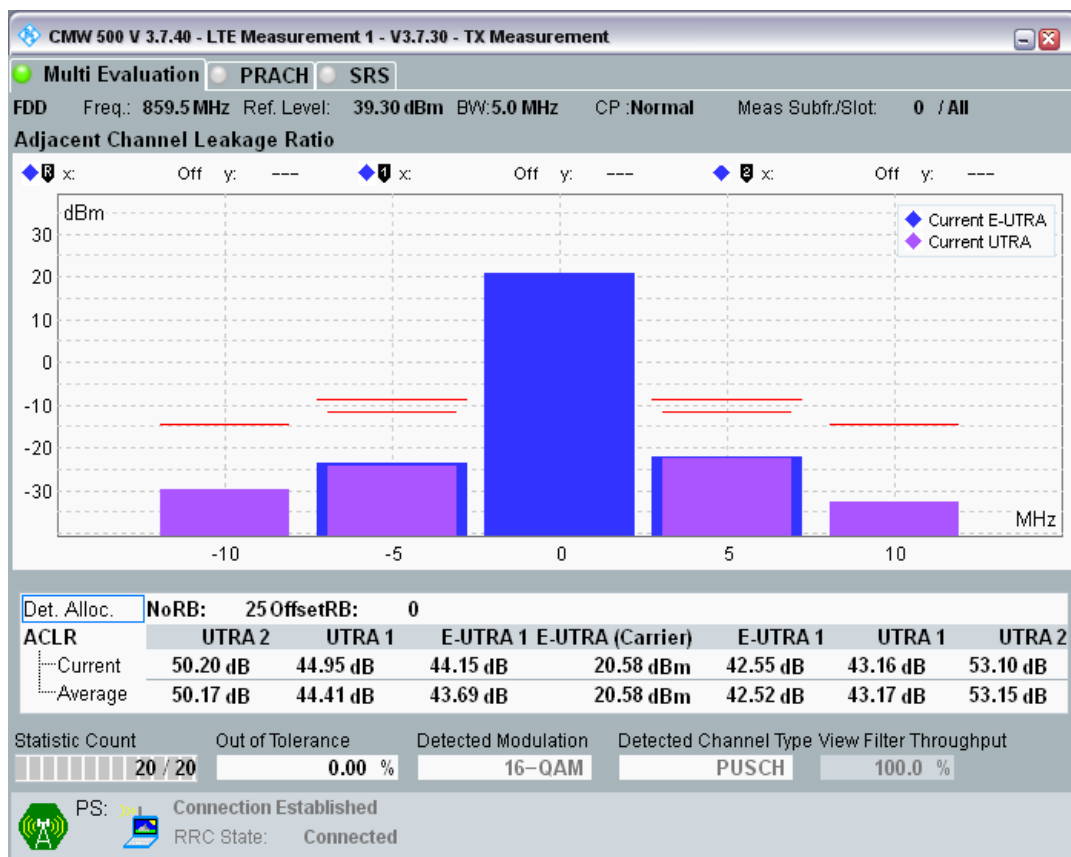 CMW 500 V 3.7.40 - LTE Measurement 1 - V3.7.30 - TX Measurement
Multi Evaluation PRACH SRS
FDD Freq.: 859.5 MHz Ref. Level: 39.30 dBm BW:5.0 MHz CP :Normal Meas Subfr./Slot: 0 / All
Adjacent Channel Leakage Ratio
R x: Off y: --- 1 x: Off y: --- 2 x: Off y: ---
dBm
Current E-UTRA
Current UTRA
30
20
10
0
-10
-20
-30
MHz
-10 -5 0 5 10
Det. Alloc. NoRB: 25 OffsetRB: 0
ACLR UTRA 2 UTRA 1 E-UTRA 1 E-UTRA (Carrier) E-UTRA 1 UTRA 1 UTRA 2
Current 50.20 dB 44.95 dB 44.15 dB 20.58 dBm 42.55 dB 43.16 dB 53.10 dB
Average 50.17 dB 44.41 dB 43.69 dB 20.58 dBm 42.52 dB 43.17 dB 53.15 dB
Statistic Count Out of Tolerance Detected Modulation Detected Channel Type View Filter Throughput
20 / 20 0.00 % 16-QAM PUSCH 100.0 %
PS: Connection Established
RRC State: Connected